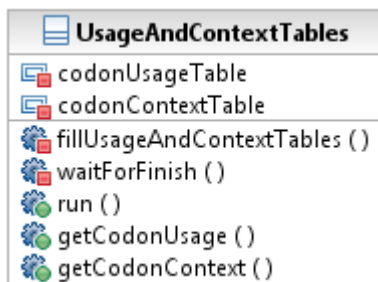 UsageAndContextTables
codonUsageTable
codonContextTable
fillUsageAndContextTables ( )
waitForFinish ( )
run ( )
getCodonUsage ( )
getCodonContext ( )